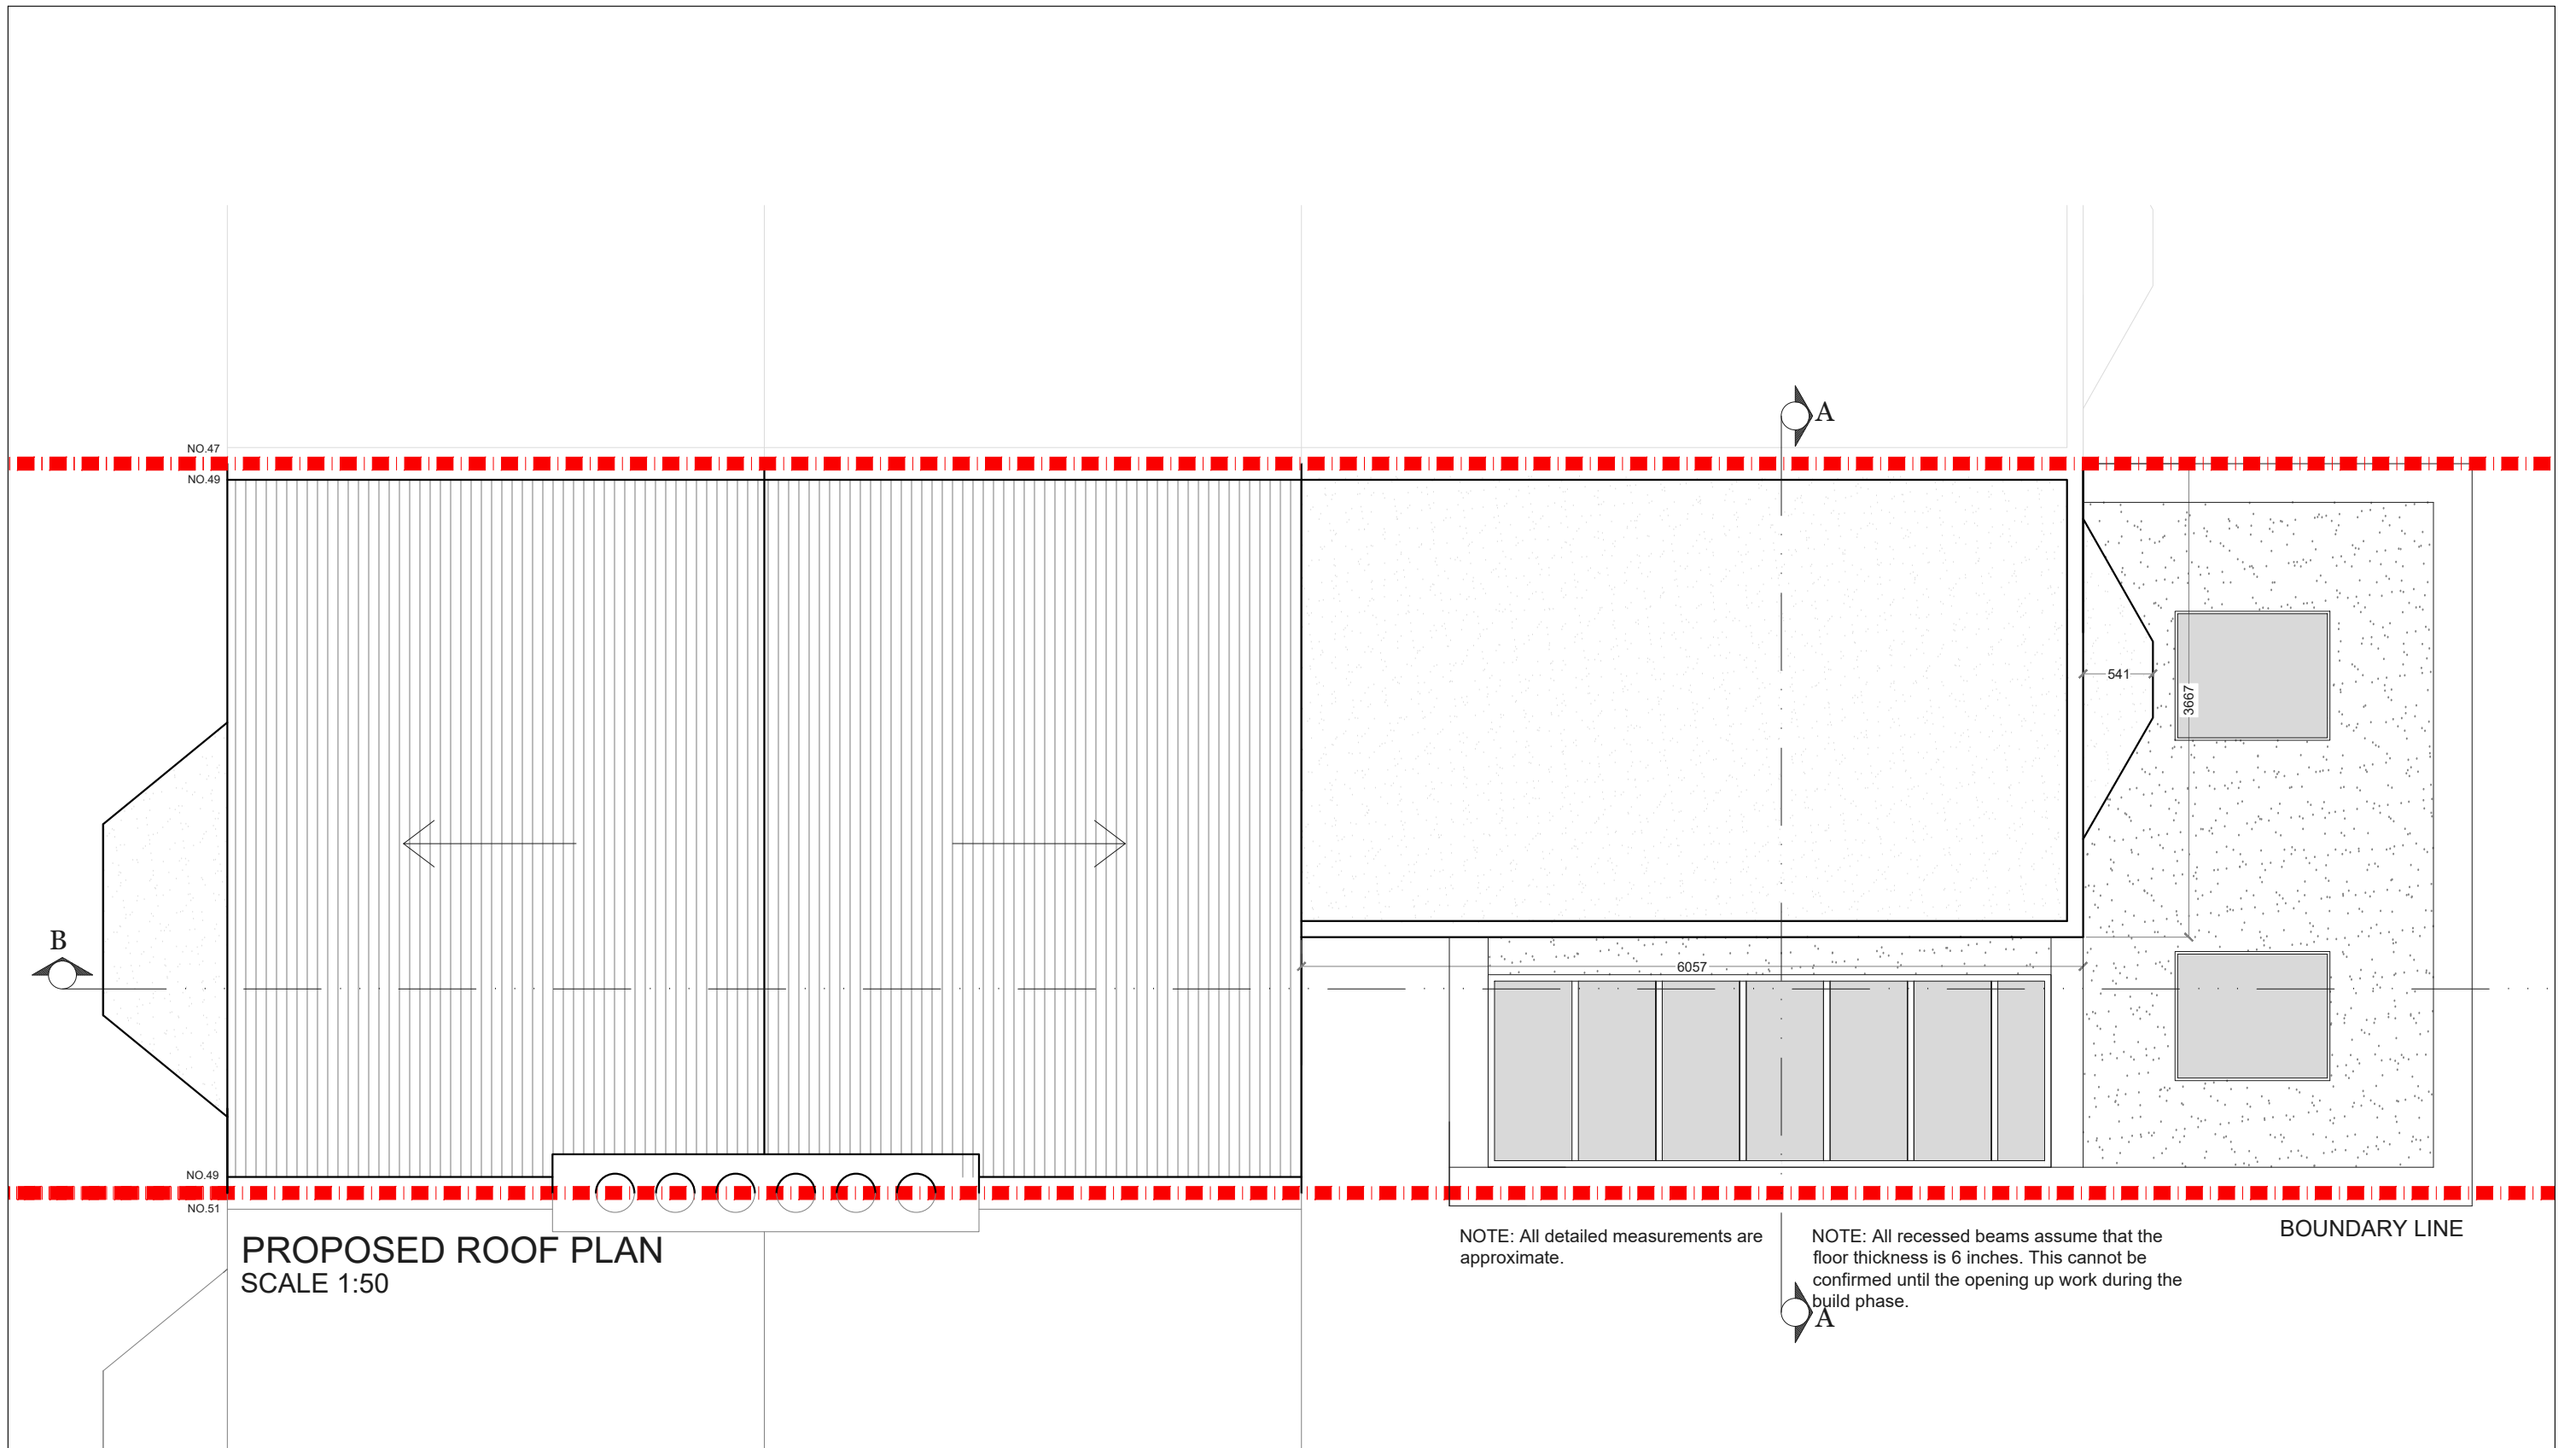 A
NO.47
NO.49
541
3667
B
6057
NO.49
NO.51
PROPOSED ROOF PLAN
SCALE 1:50
NOTE: All detailed measurements are
approximate.
NOTE: All recessed beams assume that the
floor thickness is 6 inches. This cannot be
confirmed until the opening up work during the
build phase.
BOUNDARY LINE
A